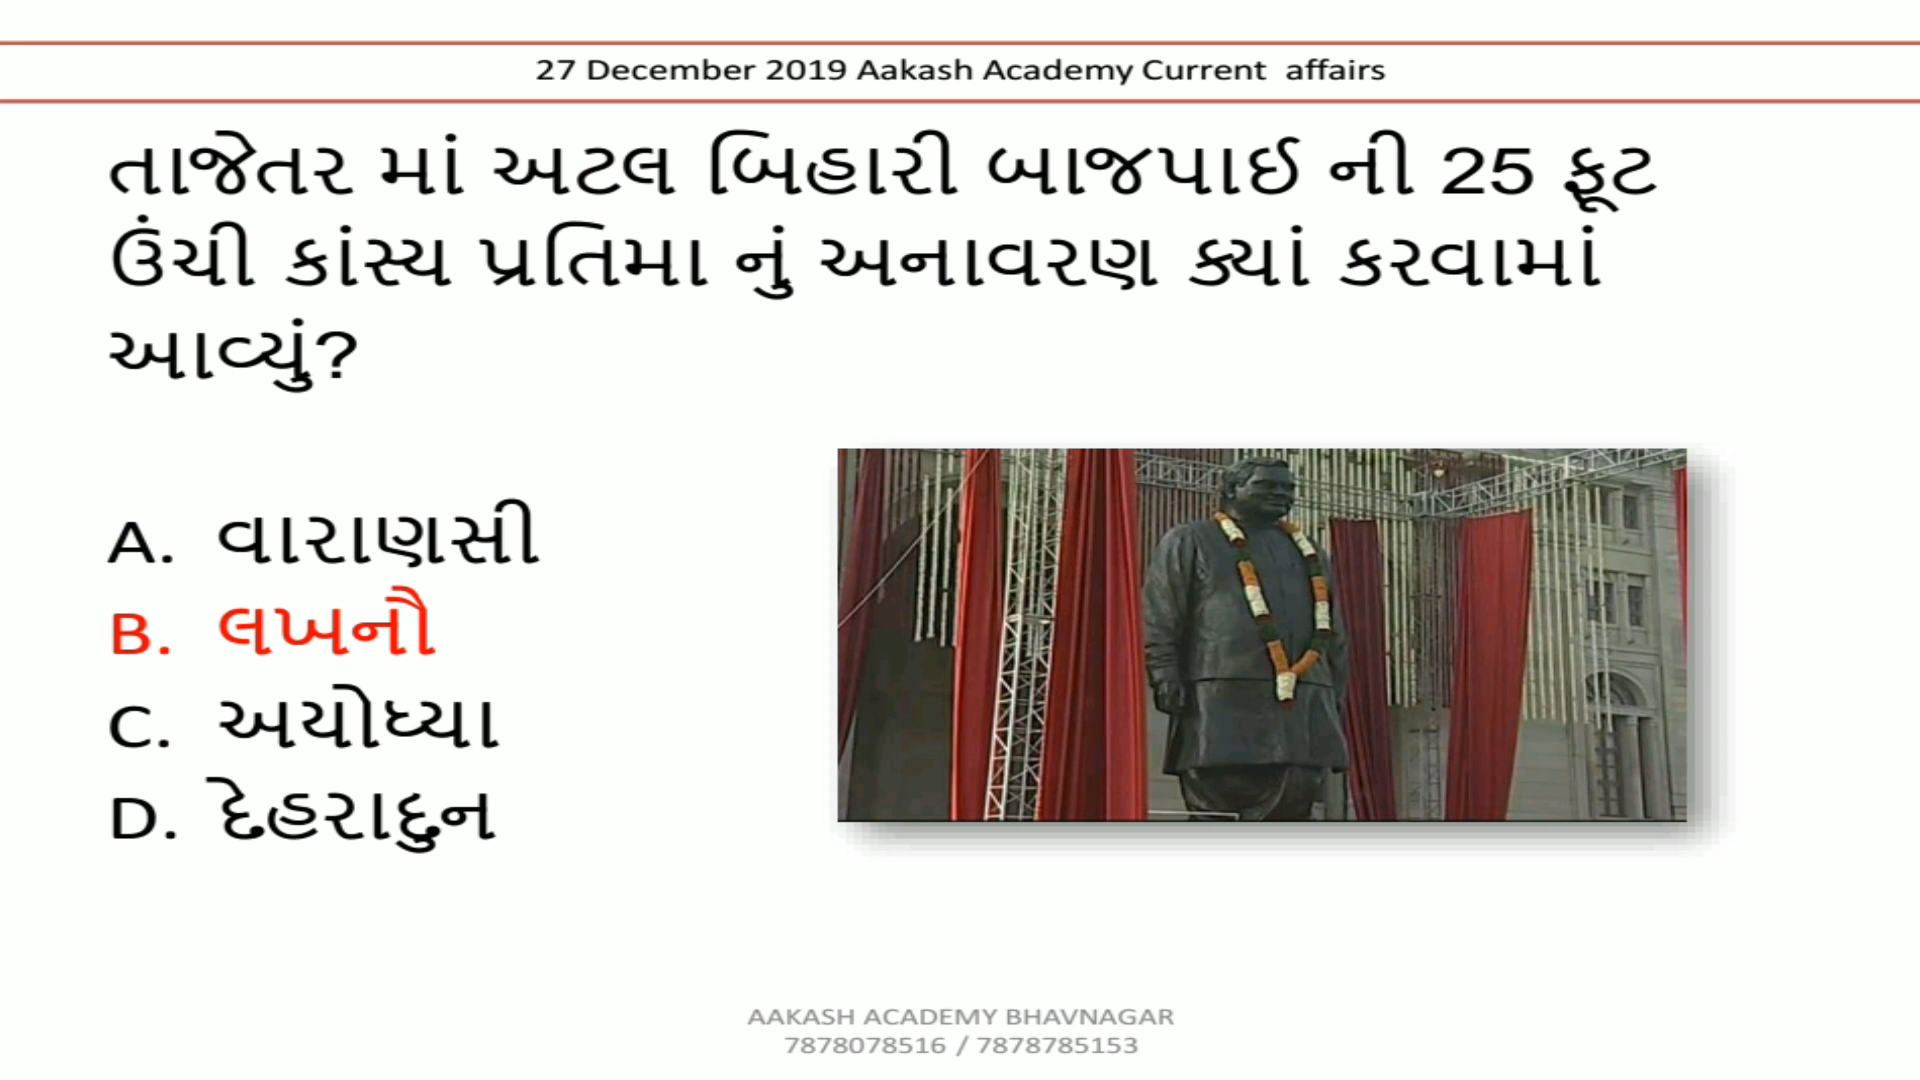 27 December 2019 Aakash Academy Current affairs
તાજેતર માં અટલ બિહારી બાજપાઈ ની 25 ફૂટ
ઉંચી કાંસ્ય પ્રતિમા નું અનાવરણ ક્યાં કરવામાં
આવ્યું?
A. વારાણસી
B. લખનૌ
C. અયોધ્યા
D. દેહરાદુન
AAKASH ACADEMY BHAVNAGAR
7878078516 / 7878785153